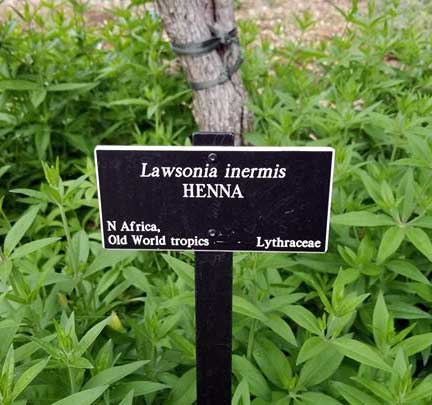 Lawsonia inermis
HENNA
N Africa,
Old World tropics Lythraceae